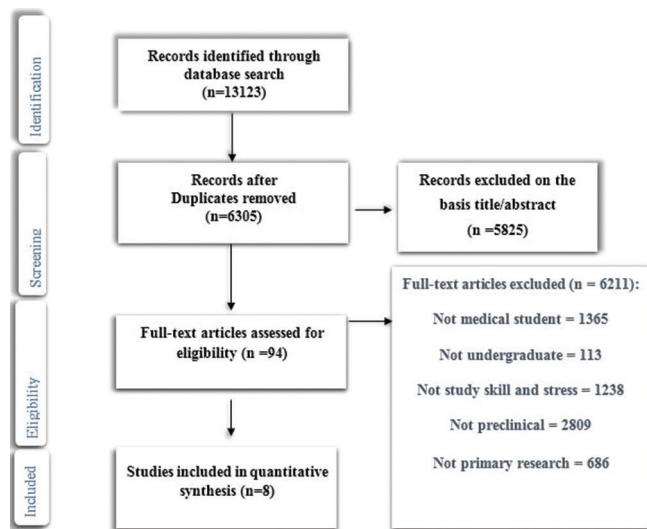 Identification
Records identified through
database search
(n=13123)
Screening
Records after
Duplicates removed
(n=6305)
Records excluded on the
basis title/abstract
(n =5825)
Eligibility
Full-text articles assessed for
eligibility (n =94)
Full-text articles excluded (n = 6211):
Not medical student = 1365
Not undergraduate = 113
Not study skill and stress = 1238
Not preclinical = 2809
Not primary research = 686
Included
Studies included in quantitative
synthesis (n=8)